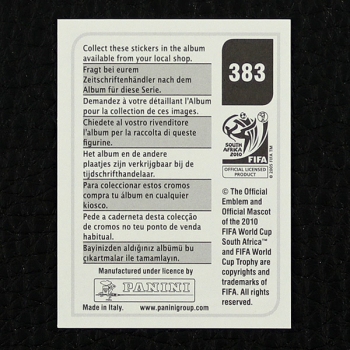 Collect these stickers in the album
available from your local shop.
Fragt bei eurem
Zeitschriftenhändler nach dem
Album für diese Serie.
Demandez à votre détaillant l'Album
pour la collection de ces images.
Chiedete al vostro rivenditore
l'album per la raccolta di queste
figurine.
Het album en de andere
plaatjes zijn verkrijgbaar bij de
tijdschrifthandelaar.
Para coleccionar estos cromos
compra tu álbum en cualquier
kiosco.
Pede a caderneta desta colecção
de cromos no teu ponto de venda
habitual.
Bayinizden aldığınız albümü bu
çıkartmalar ile tamamlayın.
Manufactured under licence by
PANINI
Made in Italy. www.paninigroup.com
383
SOUTH AFRICA
2010
FIFA
OFFICIAL LICENSED
PRODUCT
© 2005 FIFA TM
© The Official
Emblem and
Official Mascot
of the 2010
FIFA World Cup
South Africa™
and FIFA World
Cup Trophy are
copyrights and
trademarks of
FIFA. All rights
reserved.